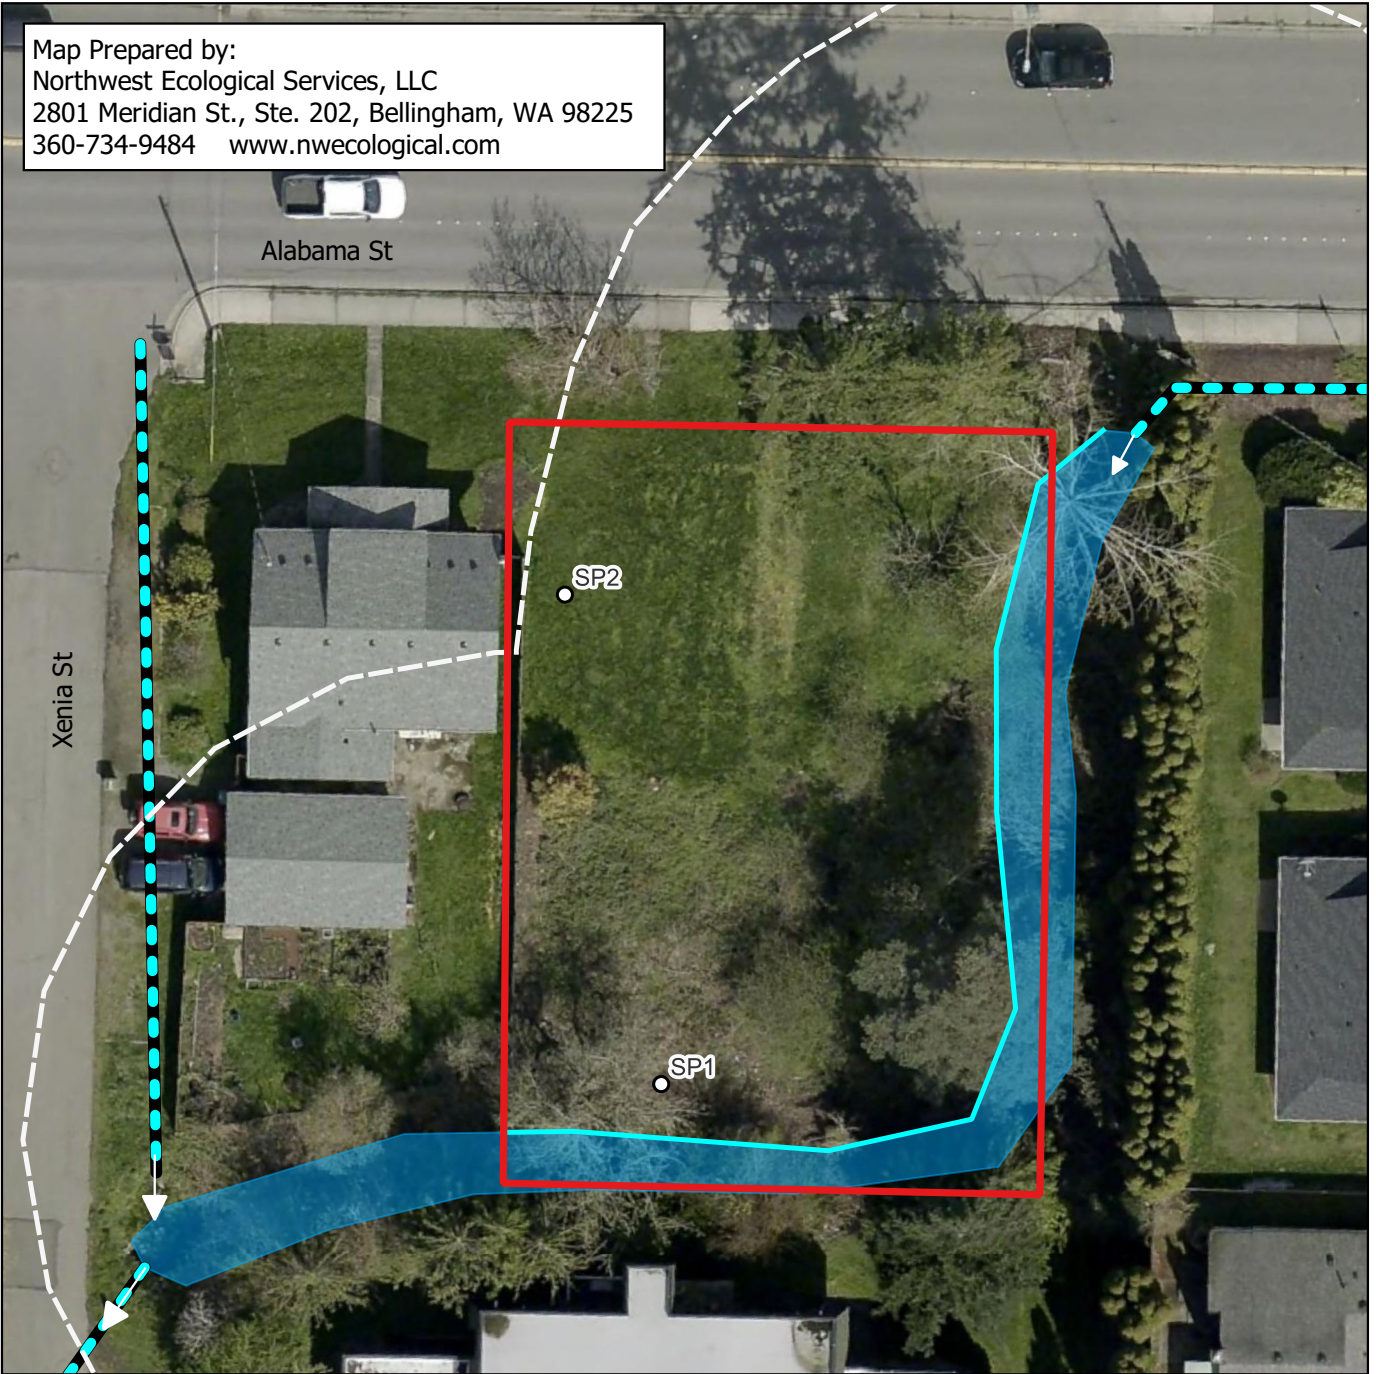 Map Prepared by:
Northwest Ecological Services, LLC
2801 Meridian St., Ste. 202, Bellingham, WA 98225
360-734-9484 www.nwecological.com
Alabama St
SP2
Xenia St
SP1